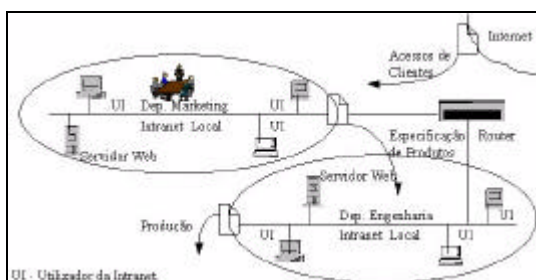 Internet
Acessos de
Clientes
UI Dep. Marketing UI
Intranet Local UI
Servidor Web
Especificação
de Produtos
Router
Servidor Web
Dep. Engenharia UI
Produção
UI Intranet Local UI
UI - Utilizador da Intranet